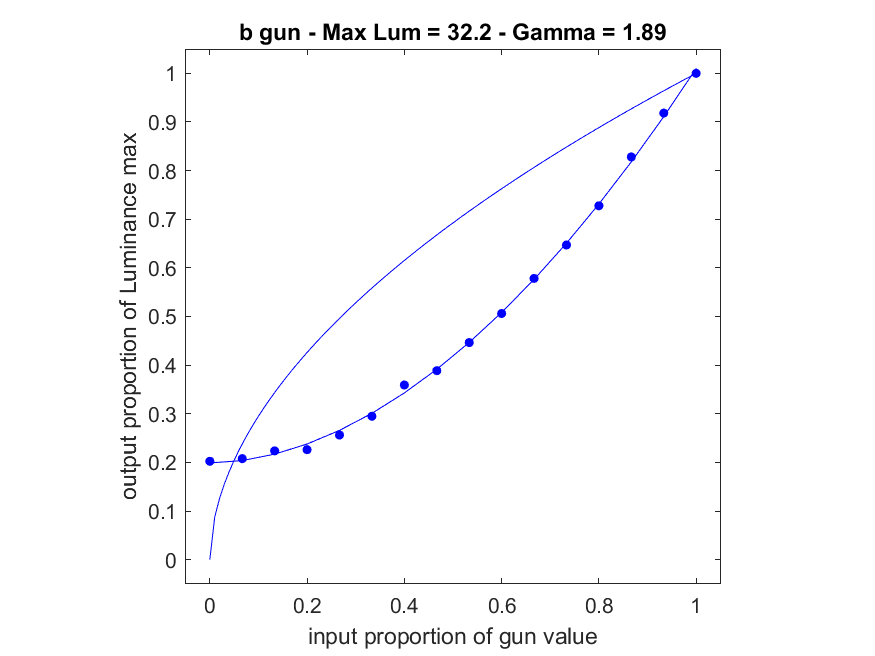 b gun - Max Lum = 32.2 - Gamma = 1.89
output proportion of Luminance max
1
0.9
0.8
0.7
0.6
0.5
0.4
0.3
0.2
0.1
0
0 0.2 0.4 0.6 0.8 1
input proportion of gun value